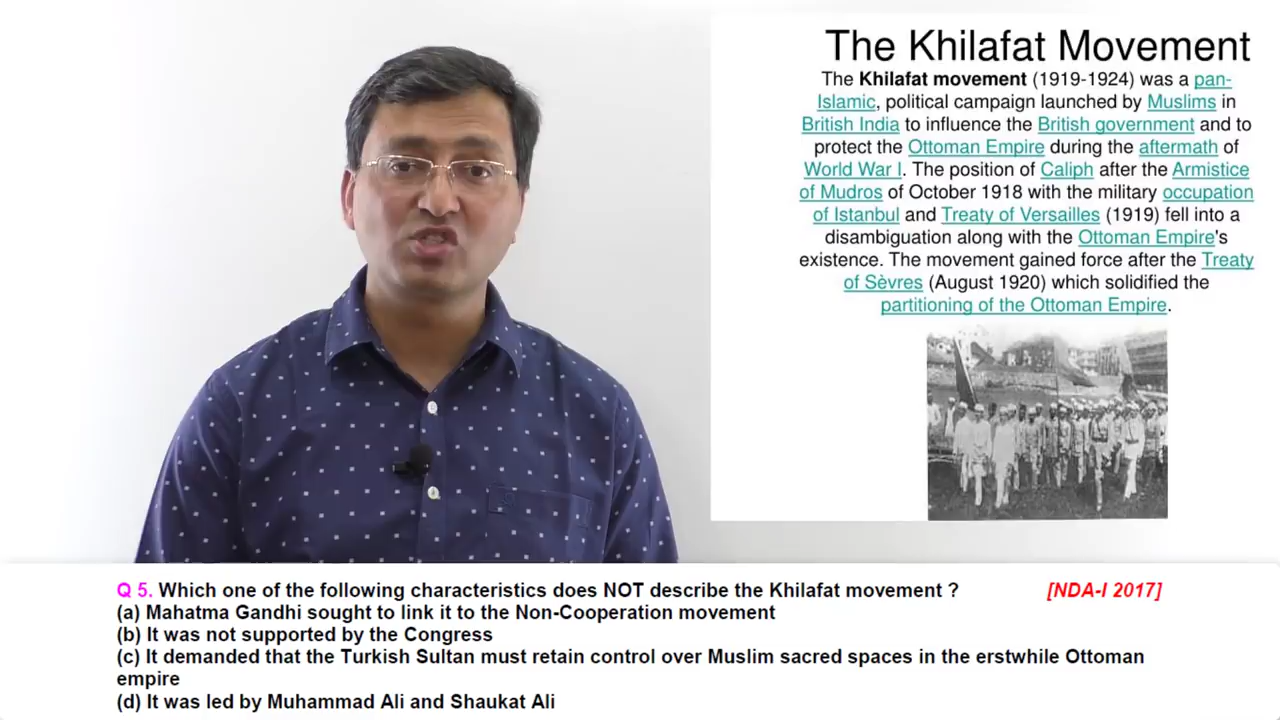 The Khilafat Movement
The Khilafat movement (1919-1924) was a pan-
Islamic, political campaign launched by Muslims in
British India to influence the British government and to
protect the Ottoman Empire during the aftermath of
World War I. The position of Caliph after the Armistice
of Mudros of October 1918 with the military occupation
of Istanbul and Treaty of Versailles (1919) fell into a
disambiguation along with the Ottoman Empire's
existence. The movement gained force after the Treaty
of Sèvres (August 1920) which solidified the
partitioning of the Ottoman Empire.
Q 5. Which one of the following characteristics does NOT describe the Khilafat movement ? [NDA-I 2017]
(a) Mahatma Gandhi sought to link it to the Non-Cooperation movement
(b) It was not supported by the Congress
(c) It demanded that the Turkish Sultan must retain control over Muslim sacred spaces in the erstwhile Ottoman
empire
(d) It was led by Muhammad Ali and Shaukat Ali